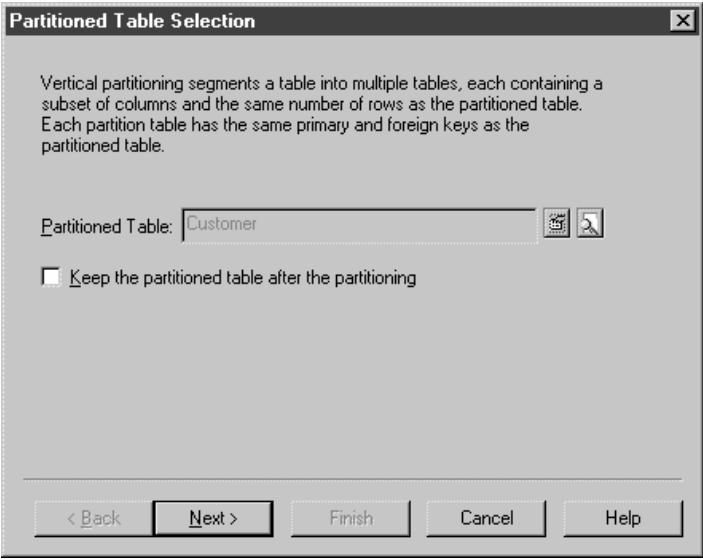 Partitioned Table Selection
Vertical partitioning segments a table into multiple tables, each containing a
subset of columns and the same number of rows as the partitioned table.
Each partition table has the same primary and foreign keys as the
partitioned table.
Partitioned Table: Customer
Keep the partitioned table after the partitioning
< Back Next > Finish Cancel Help